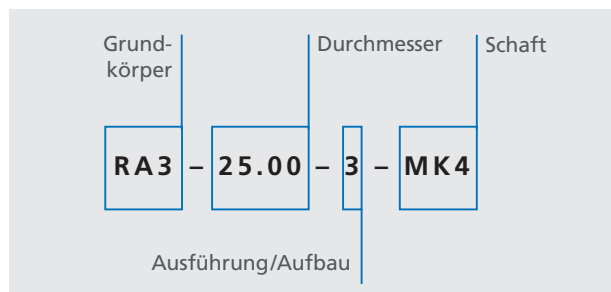 Grund- Durchmesser Schaft
körper
RA3 – 25.00 – 3 – MK4
Ausführung/Aufbau